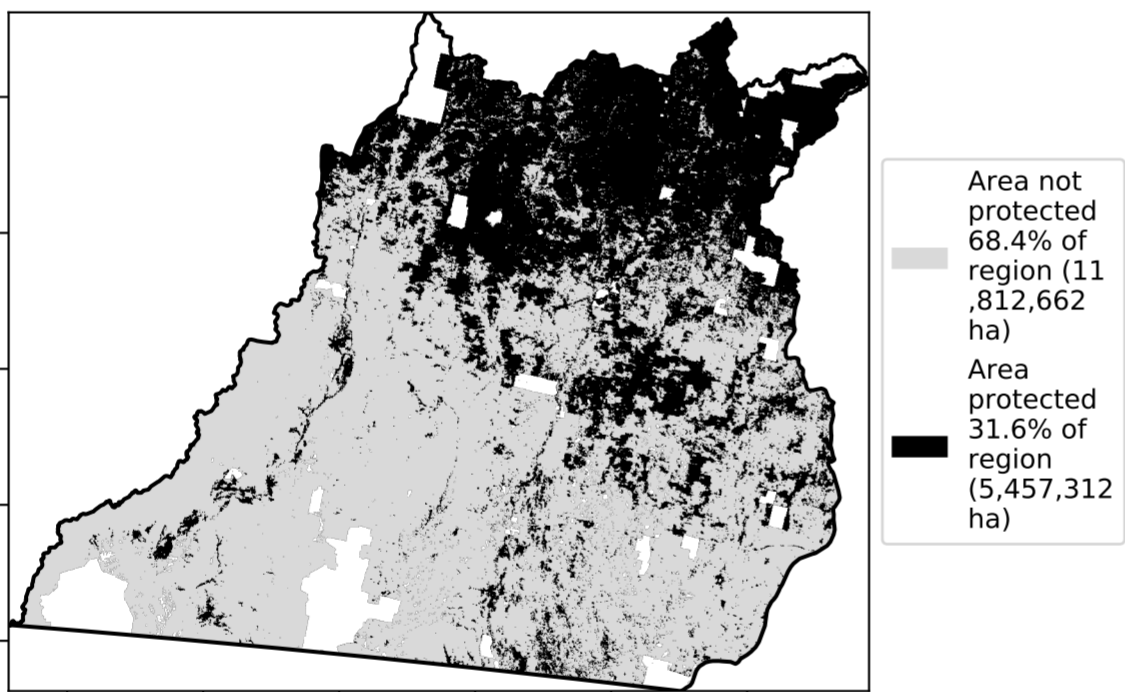 Area not
protected
68.4% of
region (11
,812,662
ha)
Area
protected
31.6% of
region
(5,457,312
ha)